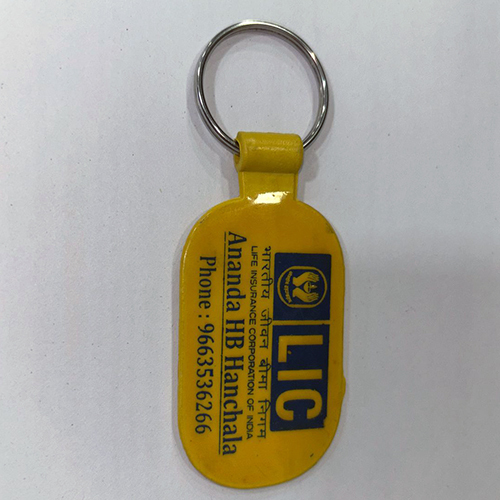 LIC
भारतीय जीवन बीमा निगम
LIFE INSURANCE CORPORATION OF INDIA
Ananda HB Hanchala
Phone : 9663536266